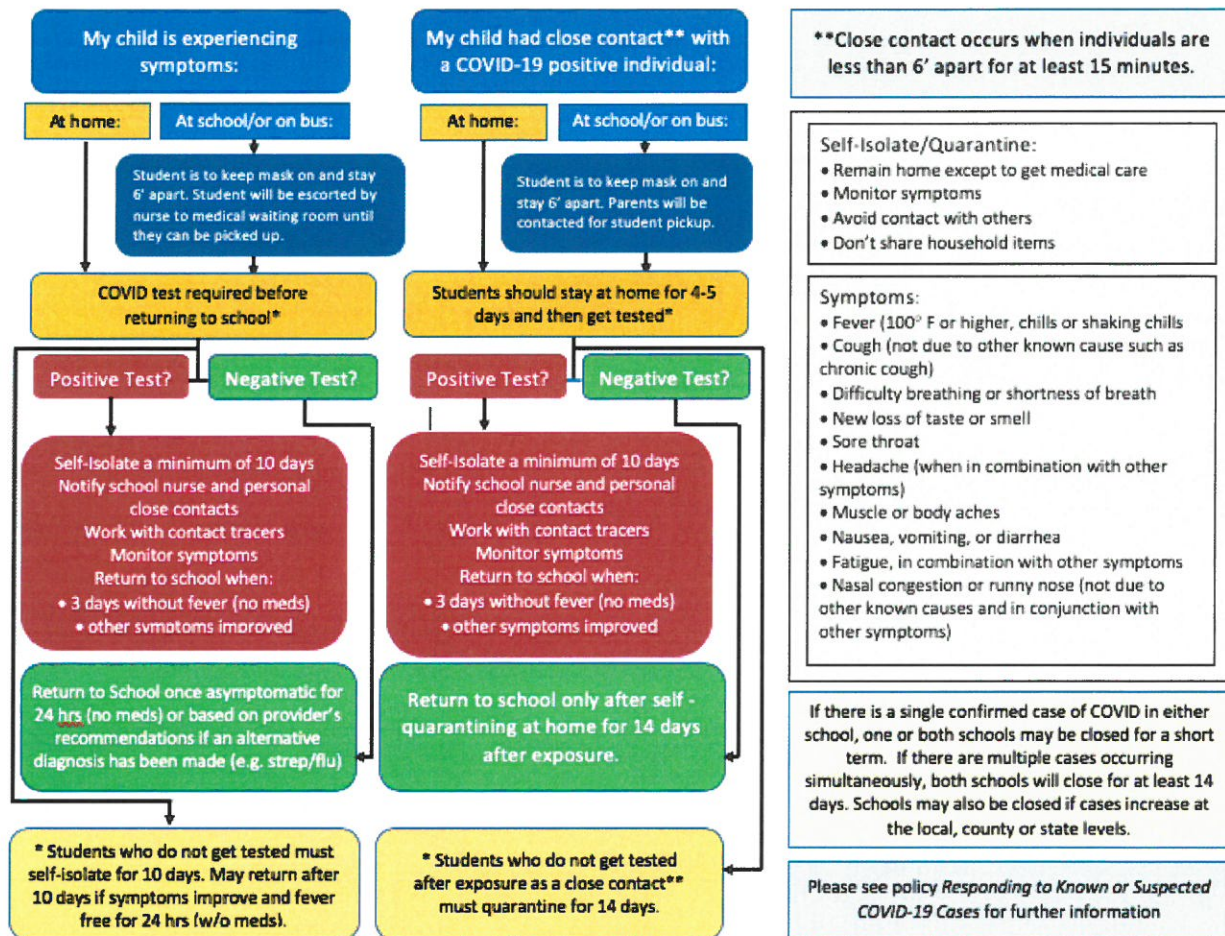 My child is experiencing
symptoms:
At home:
At school/or on bus:
Student is to keep mask on and stay
6' apart. Student will be escorted by
nurse to medical waiting room until
they can be picked up.
COVID test required before
returning to school*
Positive Test?
Negative Test?
Self-Isolate a minimum of 10 days
Notify school nurse and personal
close contacts
Work with contact tracers
Monitor symptoms
Return to school when:
• 3 days without fever (no meds)
• other symptoms improved
Return to School once asymptomatic for
24 hrs (no meds) or based on provider's
recommendations if an alternative
diagnosis has been made (e.g. strep/flu)
* Students who do not get tested must
self-isolate for 10 days. May return after
10 days if symptoms improve and fever
free for 24 hrs (w/o meds).
My child had close contact** with
a COVID-19 positive individual:
At home:
At school/or on bus:
Student is to keep mask on and
stay 6' apart. Parents will be
contacted for student pickup.
Students should stay at home for 4-5
days and then get tested*
Positive Test?
Negative Test?
Self-Isolate a minimum of 10 days
Notify school nurse and personal
close contacts
Work with contact tracers
Monitor symptoms
Return to school when:
• 3 days without fever (no meds)
• other symptoms improved
Return to school only after self -
quarantining at home for 14 days
after exposure.
* Students who do not get tested
after exposure as a close contact**
must quarantine for 14 days.
**Close contact occurs when individuals are
less than 6' apart for at least 15 minutes.
Self-Isolate/Quarantine:
• Remain home except to get medical care
• Monitor symptoms
• Avoid contact with others
• Don't share household items
Symptoms:
• Fever (100° F or higher, chills or shaking chills
• Cough (not due to other known cause such as
chronic cough)
• Difficulty breathing or shortness of breath
• New loss of taste or smell
• Sore throat
• Headache (when in combination with other
symptoms)
• Muscle or body aches
• Nausea, vomiting, or diarrhea
• Fatigue, in combination with other symptoms
• Nasal congestion or runny nose (not due to
other known causes and in conjunction with
other symptoms)
If there is a single confirmed case of COVID in either
school, one or both schools may be closed for a short
term. If there are multiple cases occurring
simultaneously, both schools will close for at least 14
days. Schools may also be closed if cases increase at
the local, county or state levels.
Please see policy Responding to Known or Suspected
COVID-19 Cases for further information